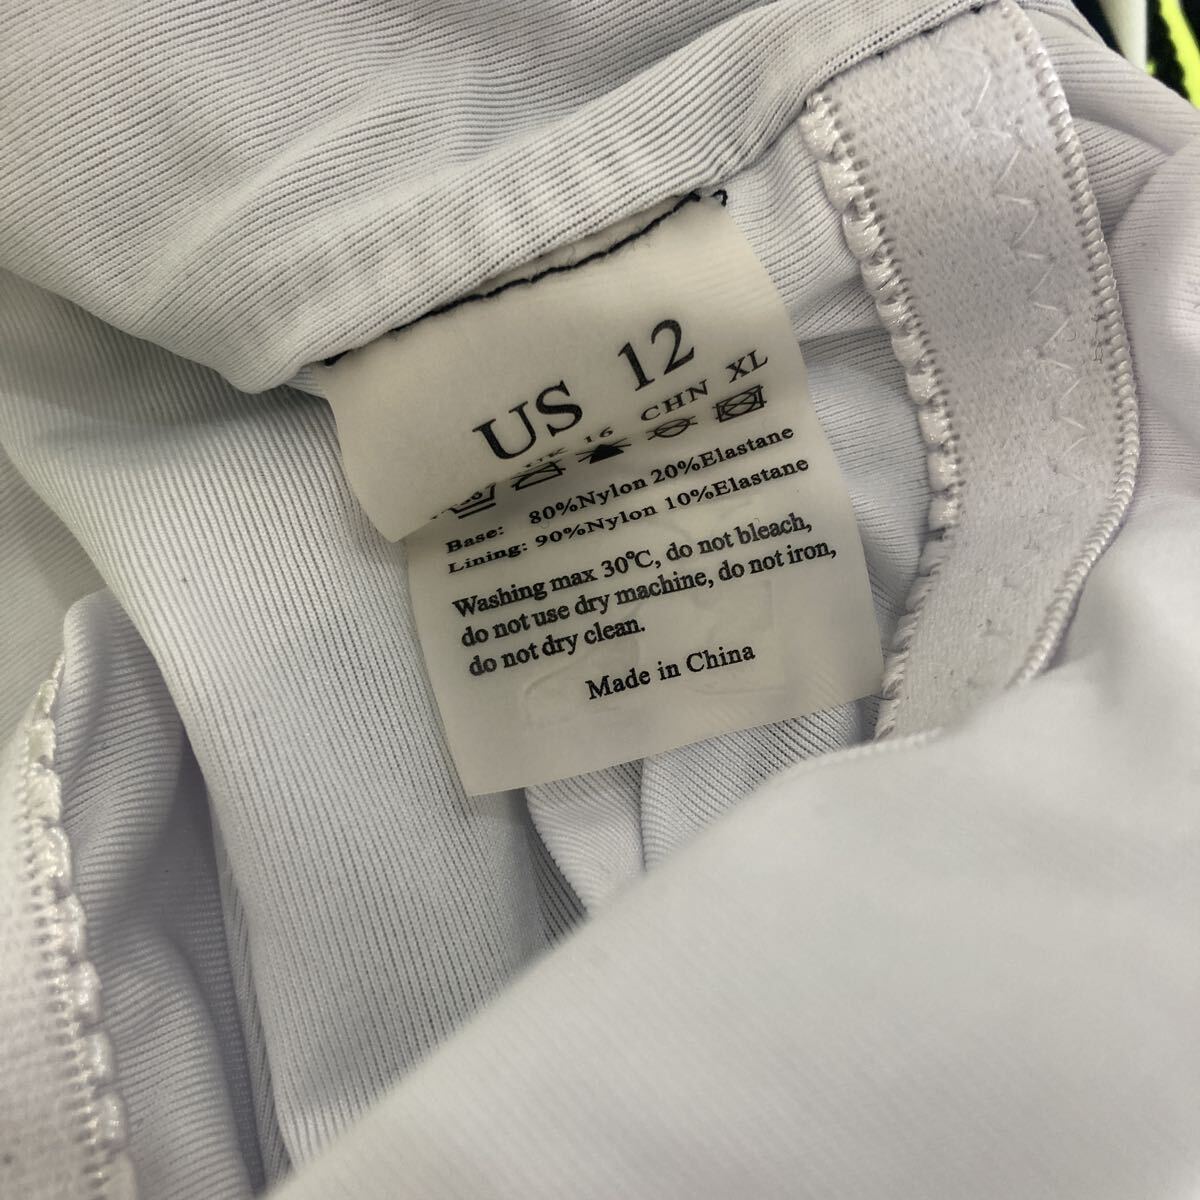 US 12
UK 16 CHN XL
Base: 80%Nylon 20%Elastane
Lining: 90%Nylon 10%Elastane
Washing max 30℃, do not bleach,
do not use dry machine, do not iron,
do not dry clean.
Made in China